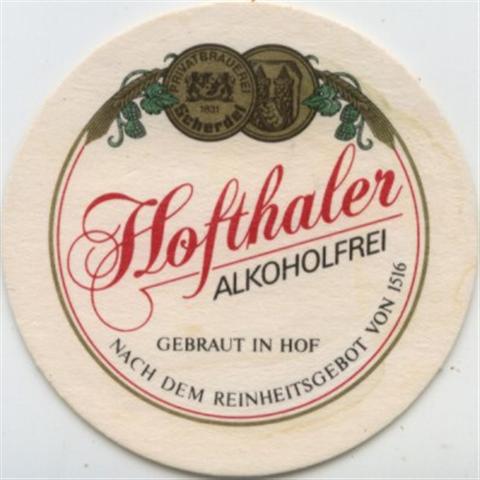 PRIVATBRAUEREI
1831
Scherdel
Hofthaler
ALKOHOLFREI
GEBRAUT IN HOF
NACH DEM REINHEITSGEBOT VON 1516